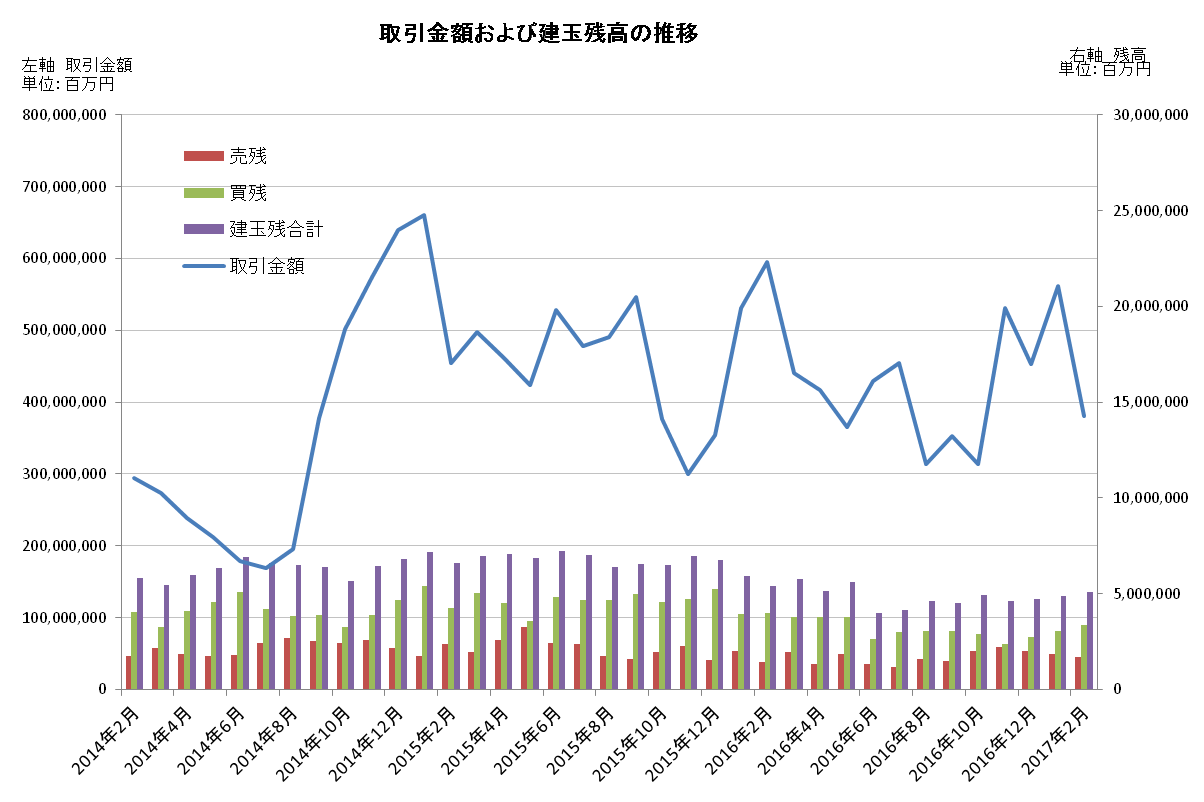 取引金額および建玉残高の推移
左軸 取引金額
単位：百万円
右軸 残高
単位：百万円
800,000,000
700,000,000
600,000,000
500,000,000
400,000,000
300,000,000
200,000,000
100,000,000
0
売残
買残
建玉残合計
取引金額
30,000,000
25,000,000
20,000,000
15,000,000
10,000,000
5,000,000
0
2014年2月
2014年4月
2014年6月
2014年8月
2014年10月
2014年12月
2015年2月
2015年4月
2015年6月
2015年8月
2015年10月
2015年12月
2016年2月
2016年4月
2016年6月
2016年8月
2016年10月
2016年12月
2017年2月